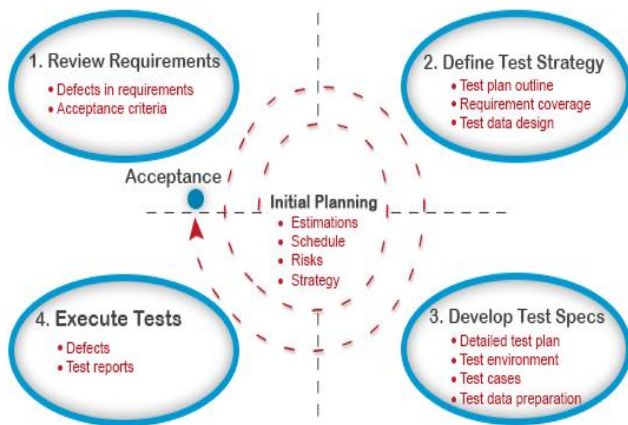 1. Review Requirements
• Defects in requirements
• Acceptance criteria
2. Define Test Strategy
• Test plan outline
• Requirement coverage
• Test data design
Acceptance
Initial Planning
• Estimations
• Schedule
• Risks
• Strategy
4. Execute Tests
• Defects
• Test reports
3. Develop Test Specs
• Detailed test plan
• Test environment
• Test cases
• Test data preparation